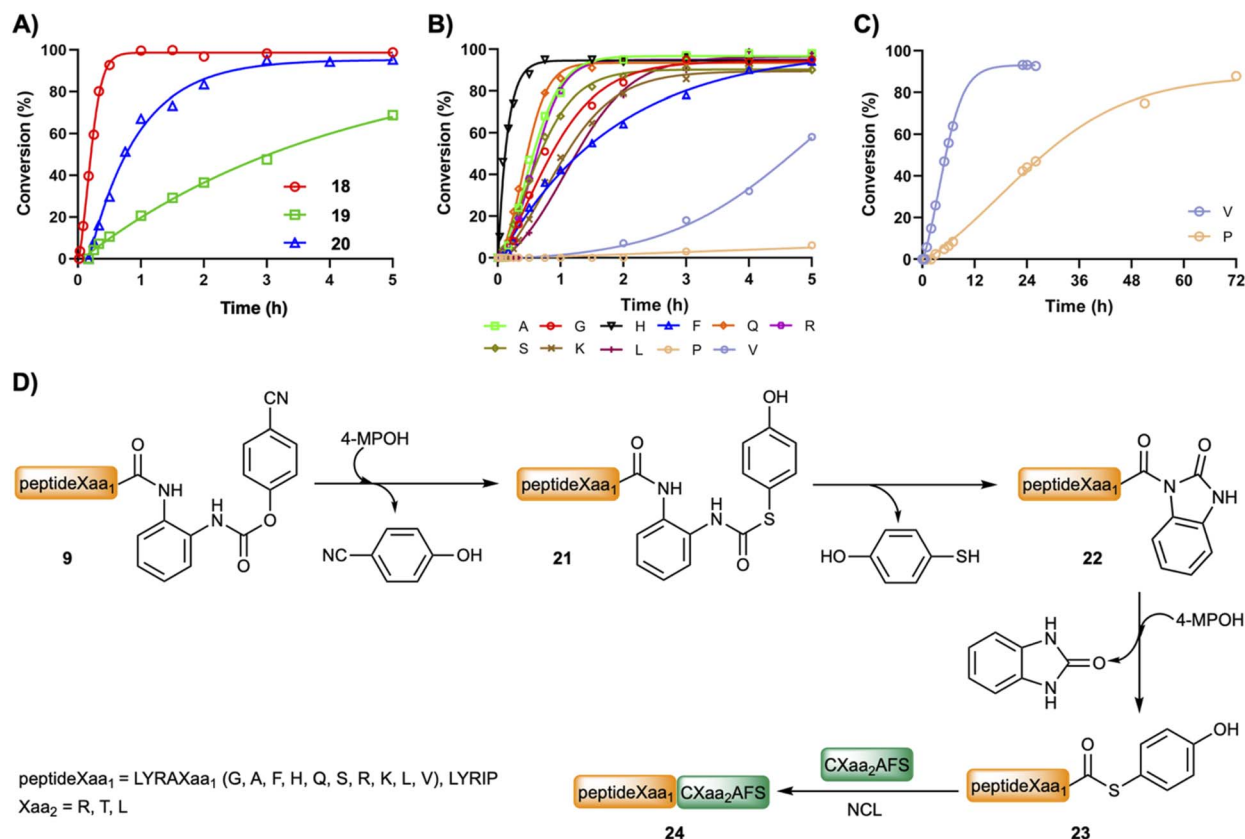 A)
Conversion (%)
100
80
60
40
20
0
0 1 2 3 4 5
Time (h)
18
19
20
B)
Conversion (%)
100
80
60
40
20
0
0 1 2 3 4 5
Time (h)
A G H F Q R
S K L P V
C)
Conversion (%)
100
80
60
40
20
0
0 12 24 36 48 60 72
Time (h)
V
P
D)
peptideXaa1
O
NH
NH
O
O
CN
9
4-MPOH
NC
OH
peptideXaa1
O
NH
NH
S
O
OH
21
HO
SH
peptideXaa1
O
N
O
NH
22
4-MPOH
H
N
O
N
H
peptideXaa1
O
S
OH
23
CXaa2AFS
NCL
peptideXaa1 CXaa2AFS
24
peptideXaa1 = LYRAXaa1 (G, A, F, H, Q, S, R, K, L, V), LYRIP
Xaa2 = R, T, L